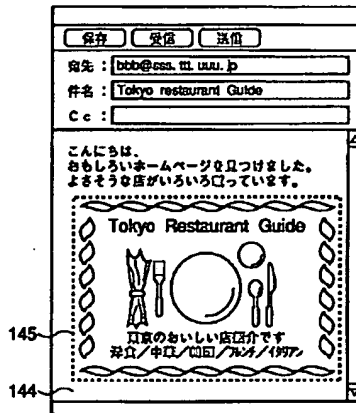 保存 受信 送信
宛先 : bbb@sss. ttt. uuu. jp
件名 : Tokyo restaurant Guide
C c :
こんにちは、
おもしろいホームページを見つけました。
よさそうな店がいろいろ載っています。
Tokyo Restaurant Guide
東京のおいしい店紹介です
和食/中華/韓国/フレンチ/イタリアン
145
144